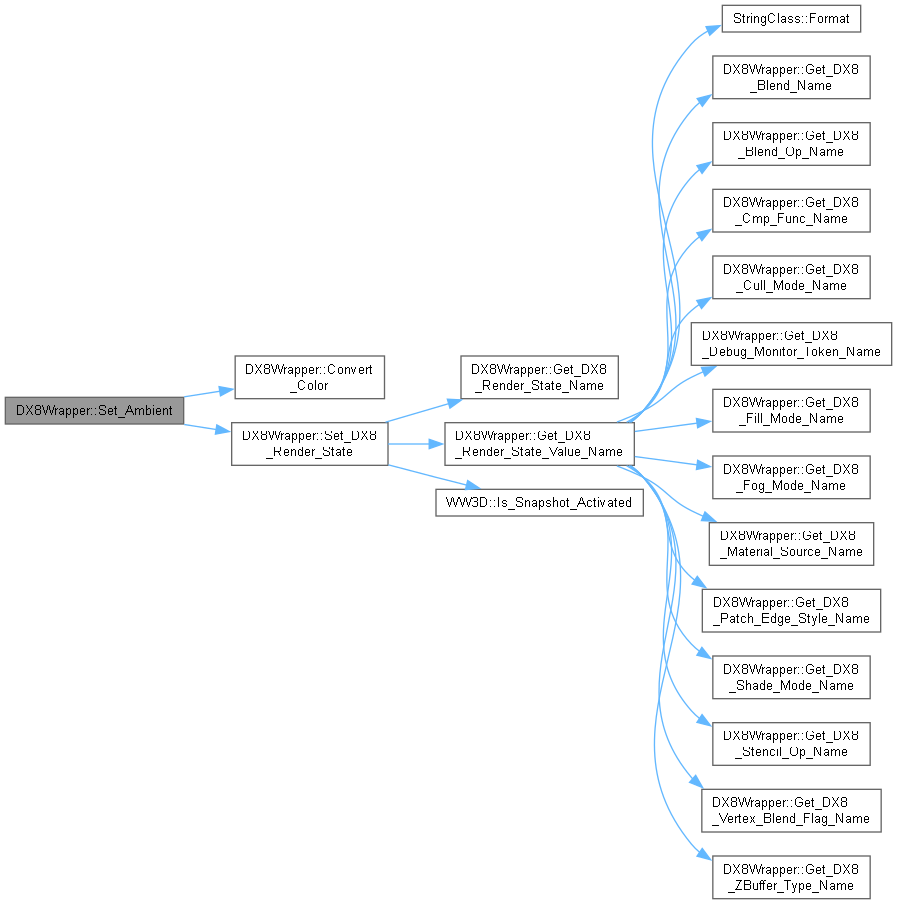 DX8Wrapper::Set_Ambient
DX8Wrapper::Convert
_Color
DX8Wrapper::Set_DX8
_Render_State
DX8Wrapper::Get_DX8
_Render_State_Name
DX8Wrapper::Get_DX8
_Render_State_Value_Name
WW3D::Is_Snapshot_Activated
StringClass::Format
DX8Wrapper::Get_DX8
_Blend_Name
DX8Wrapper::Get_DX8
_Blend_Op_Name
DX8Wrapper::Get_DX8
_Cmp_Func_Name
DX8Wrapper::Get_DX8
_Cull_Mode_Name
DX8Wrapper::Get_DX8
_Debug_Monitor_Token_Name
DX8Wrapper::Get_DX8
_Fill_Mode_Name
DX8Wrapper::Get_DX8
_Fog_Mode_Name
DX8Wrapper::Get_DX8
_Material_Source_Name
DX8Wrapper::Get_DX8
_Patch_Edge_Style_Name
DX8Wrapper::Get_DX8
_Shade_Mode_Name
DX8Wrapper::Get_DX8
_Stencil_Op_Name
DX8Wrapper::Get_DX8
_Vertex_Blend_Flag_Name
DX8Wrapper::Get_DX8
_ZBuffer_Type_Name